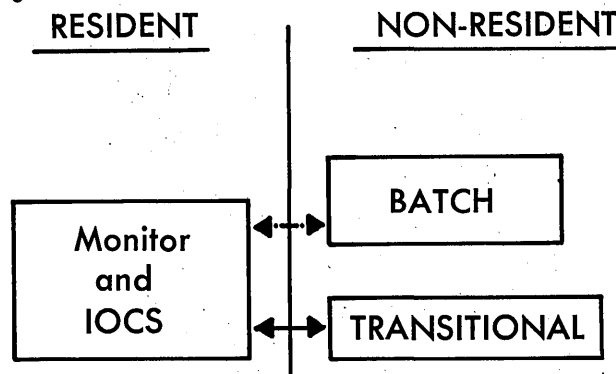 RESIDENT
NON-RESIDENT
Monitor
and
IOCS
BATCH
TRANSITIONAL